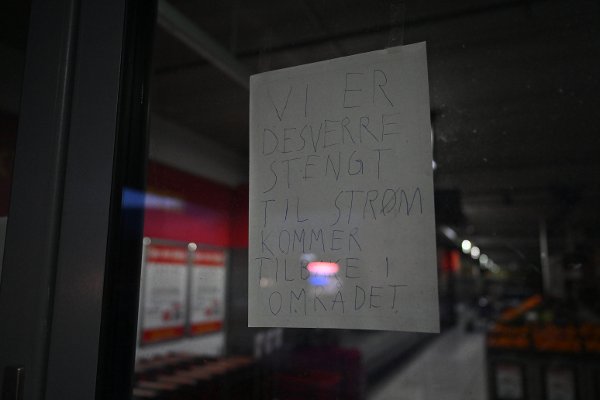 VI ER
DESVERRE
STENGT
TIL STRØM
KOMMER
TILBAKE I
OMRÅDET